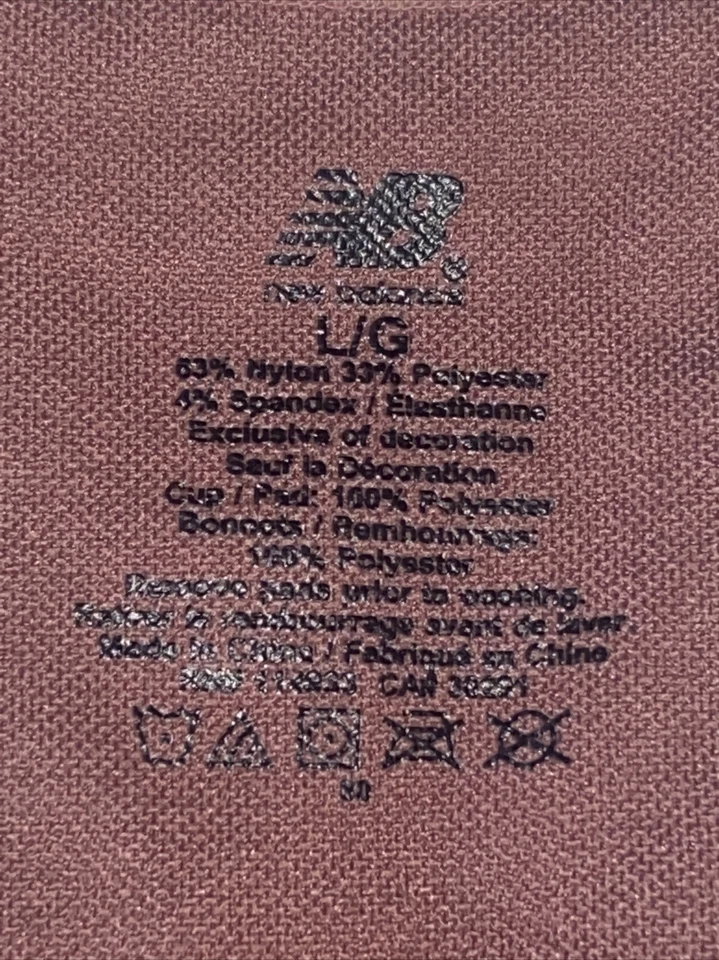 NB
new balance
L/G
63% Nylon 33% Polyester
4% Spandex / Elasthanne
Exclusive of decoration
Sauf la Décoration
Cup / Pad: 100% Polyester
Bonnets / Rembourrage:
100% Polyester
Remove pads prior to washing.
Retirer le rembourrage avant de laver.
Made in China / Fabriqué en Chine
CA#